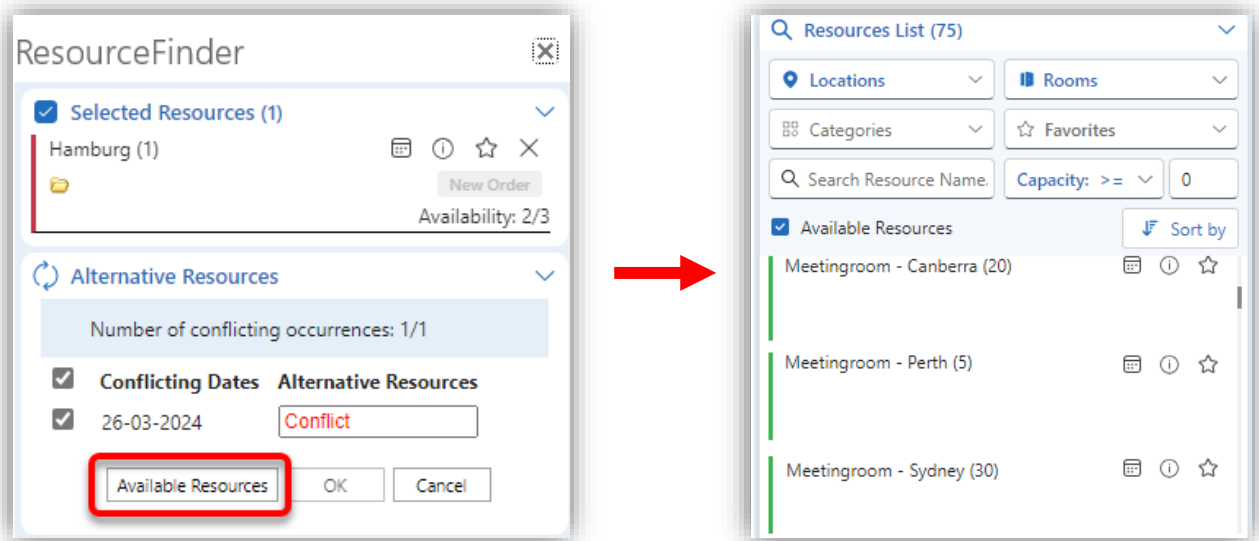 ResourceFinder
Selected Resources (1)
Hamburg (1)
New Order
Availability: 2/3
Alternative Resources
Number of conflicting occurrences: 1/1
Conflicting Dates Alternative Resources
26-03-2024 Conflict
Available Resources OK Cancel
Resources List (75)
Locations Rooms
Categories Favorites
Search Resource Name. Capacity: >= 0
Available Resources Sort by
Meetingroom - Canberra (20)
Meetingroom - Perth (5)
Meetingroom - Sydney (30)